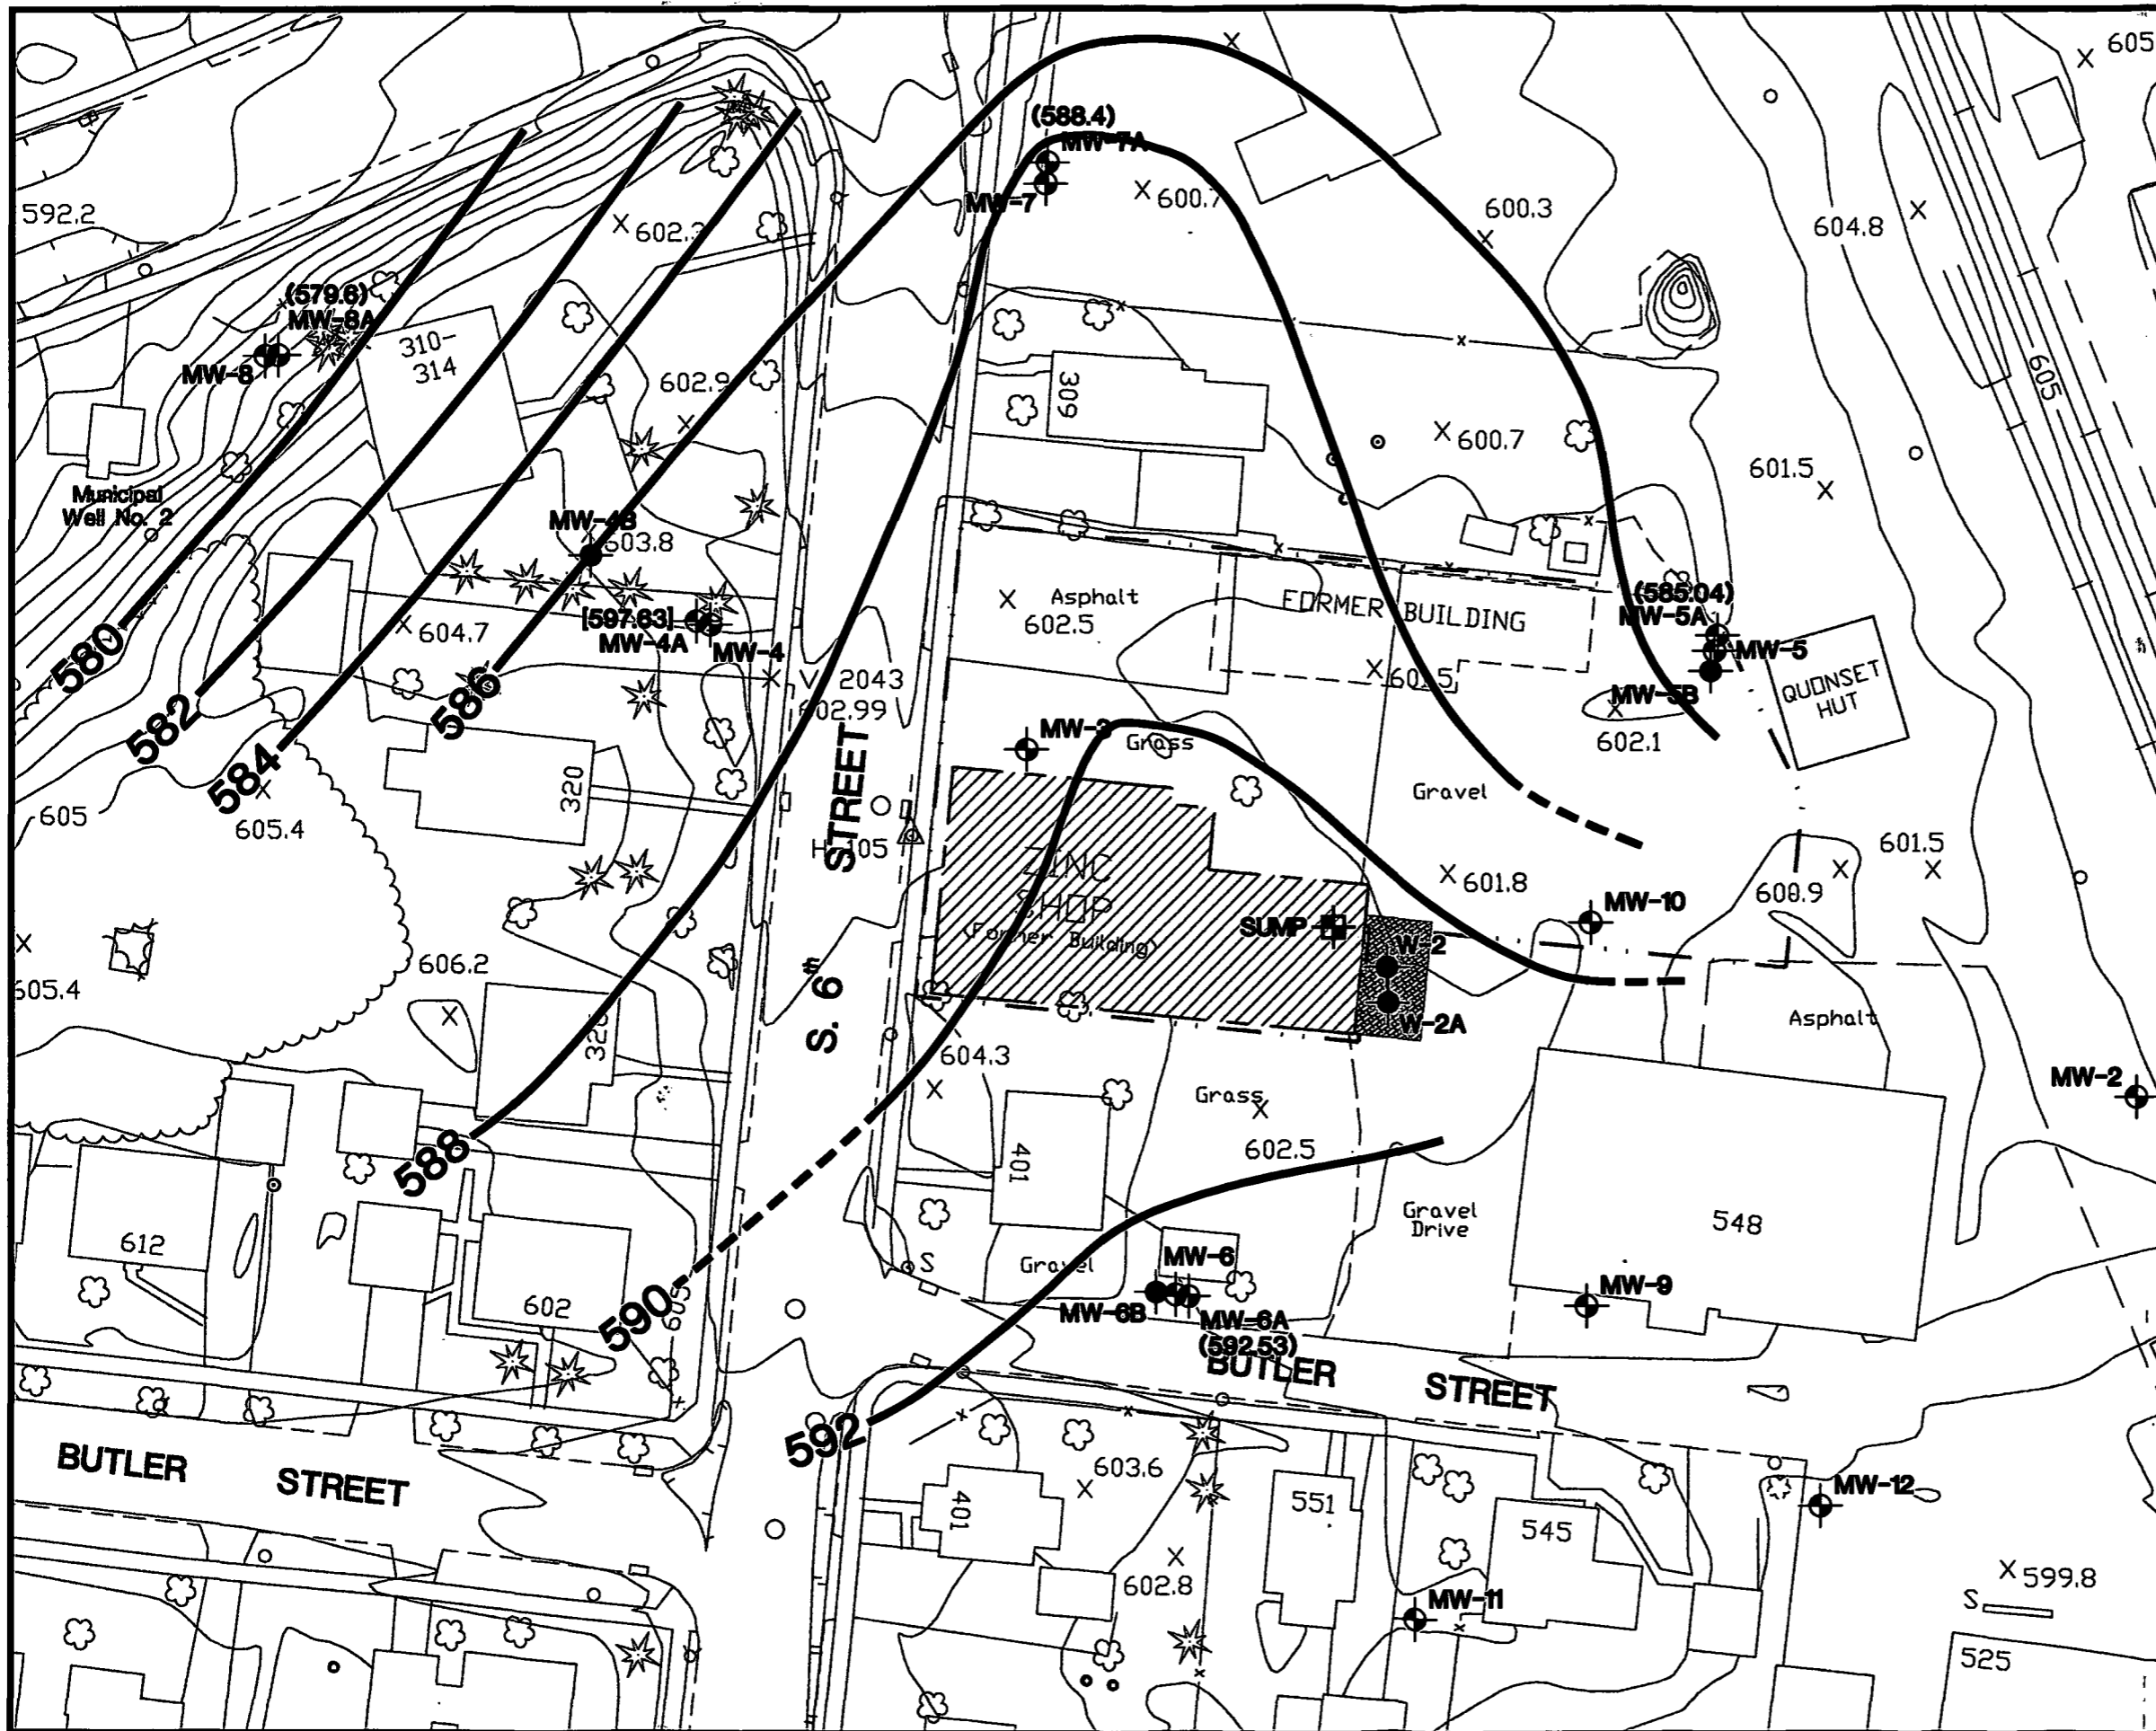 605
(588.4)
MW-7A
MW-7
X 600.7
600.3
604.8
592.2
X 602.3
(579.6)
MW-8A
MW-8
310-
314
602.9
309
X 600.7
601.5
605
Municipal
Well No. 2
MW-4B
603.8
[597.63]
MW-4A
MW-4
X 604.7
Asphalt
602.5
FORMER BUILDING
(585.04)
MW-5A
MW-5
MW-5B
QUONSET
HUT
602.1
580
582
584
586
V 2043
602.99
MW-3
Grass
Gravel
STREET
S. 6
605
605.4
320
ZINC
SHOP
(Former Building)
SUMP
W-2
W-2A
X 601.8
MW-10
601.5
600.9
605.4
606.2
604.3
Asphalt
Grass
602.5
MW-2
588
401
612
602
590
S
Gravel
Gravel
Drive
548
MW-6
MW-6B
MW-6A
(592.53)
MW-9
BUTLER STREET
592
BUTLER STREET
603.6
401
551
545
MW-12
602.8
MW-11
X 599.8
S
525